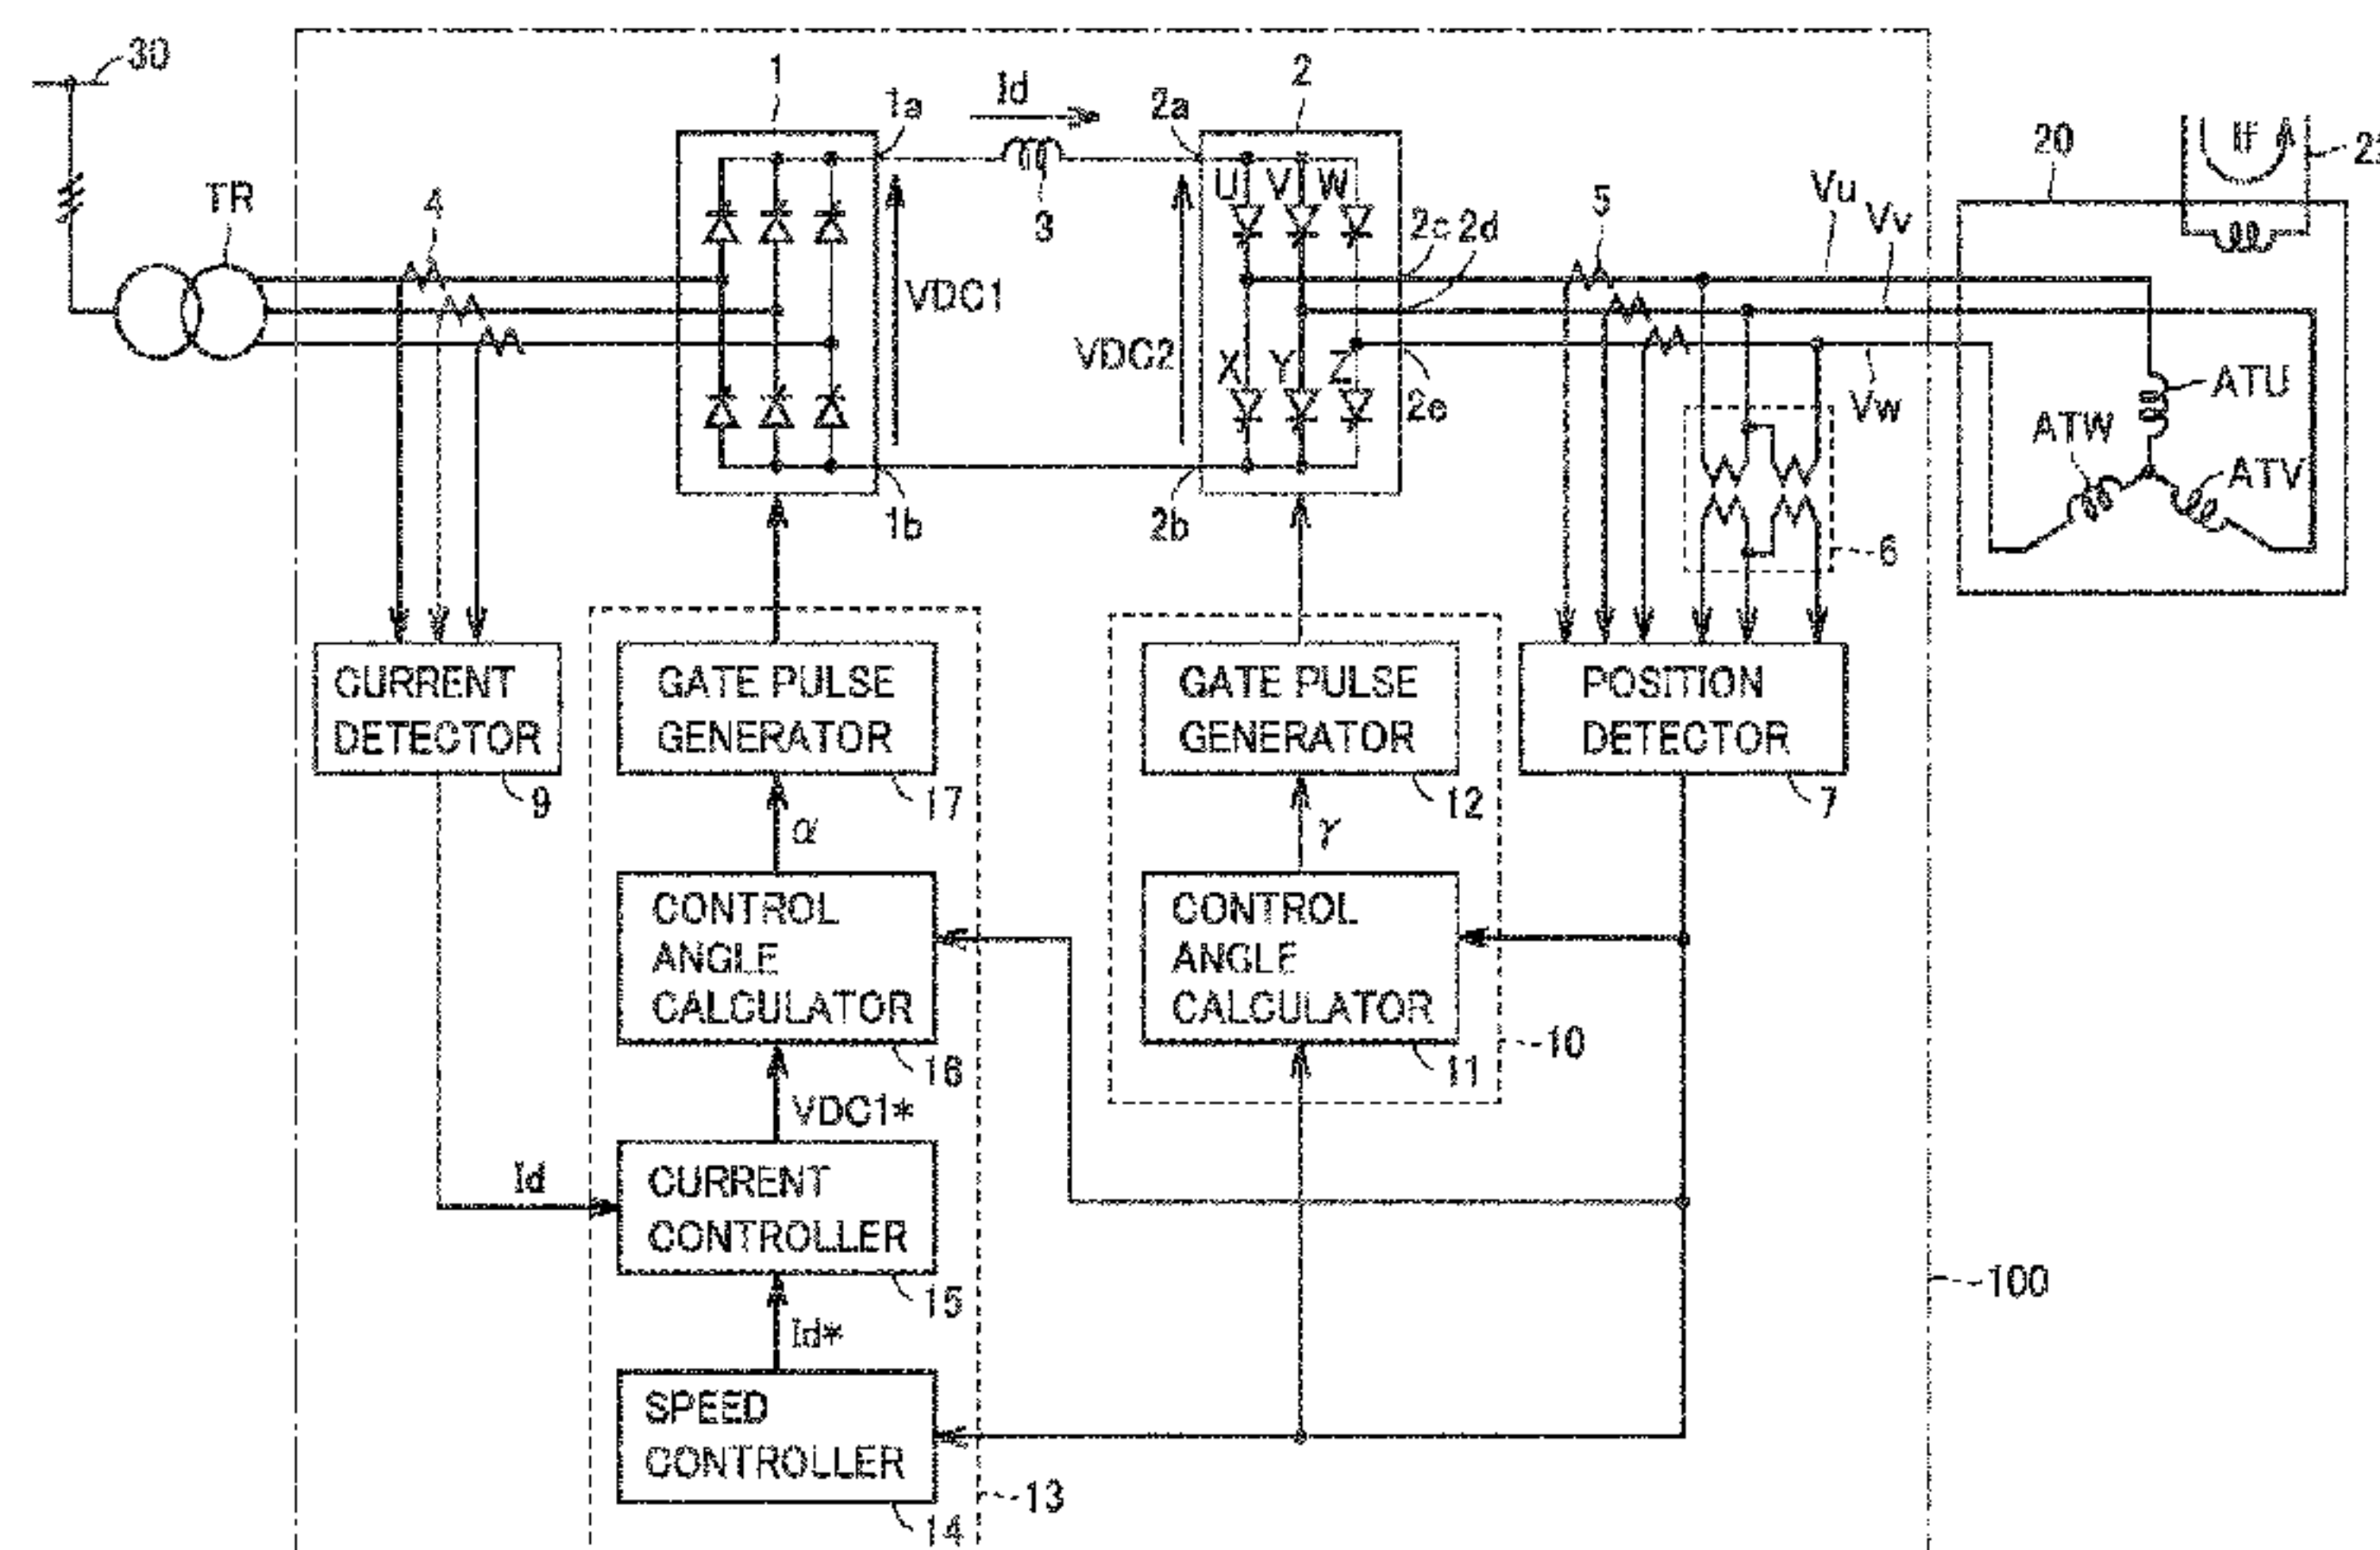 30
1
1a
Id
2a
2
20
IF
TR
4
3
U V W
2c 2d
5
Vu
Vv
VDC1
VDC2
X Y Z
2e
Vw
ATU
ATW
ATV
1b
2b
6
CURRENT
DETECTOR
9
GATE PULSE
GENERATOR
17
GATE PULSE
GENERATOR
12
POSITION
DETECTOR
7
α
γ
CONTROL
ANGLE
CALCULATOR
16
CONTROL
ANGLE
CALCULATOR
11
10
VDC1*
Id
CURRENT
CONTROLLER
15
100
Id*
SPEED
CONTROLLER
14
13